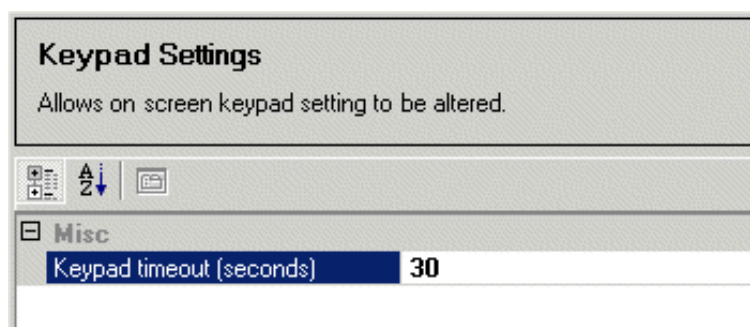 Keypad Settings
Allows on screen keypad setting to be altered.
Misc
Keypad timeout (seconds) 30